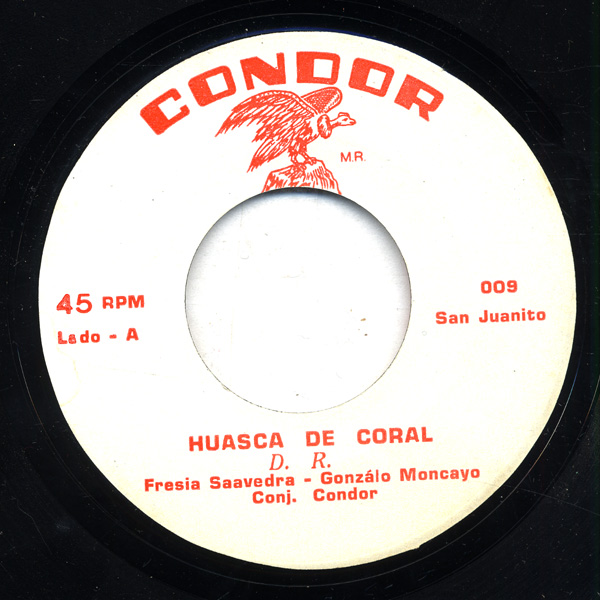 CONDOR
M.R.
45 RPM
Lado - A
009
San Juanito
HUASCA DE CORAL
D. R.
Fresia Saavedra - Gonzálo Moncayo
Conj. Condor